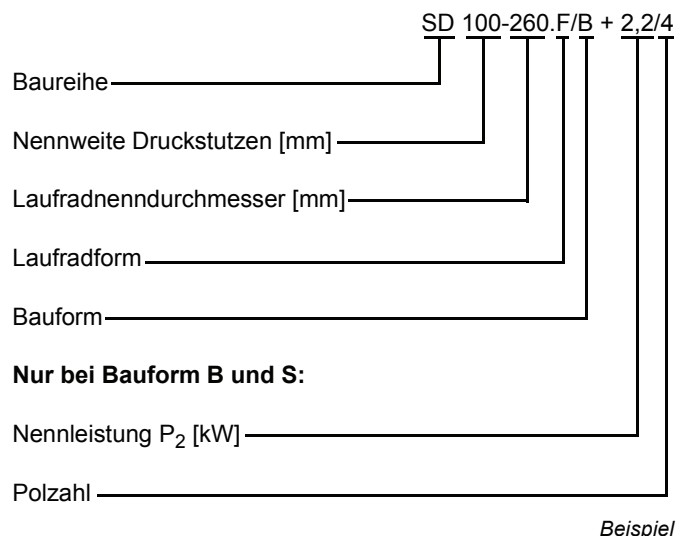 SD 100-260.F/B + 2,2/4
Baureihe
Nennweite Druckstutzen [mm]
Laufradnenndurchmesser [mm]
Laufradform
Bauform
Nur bei Bauform B und S:
Nennleistung P2 [kW]
Polzahl
Beispiel